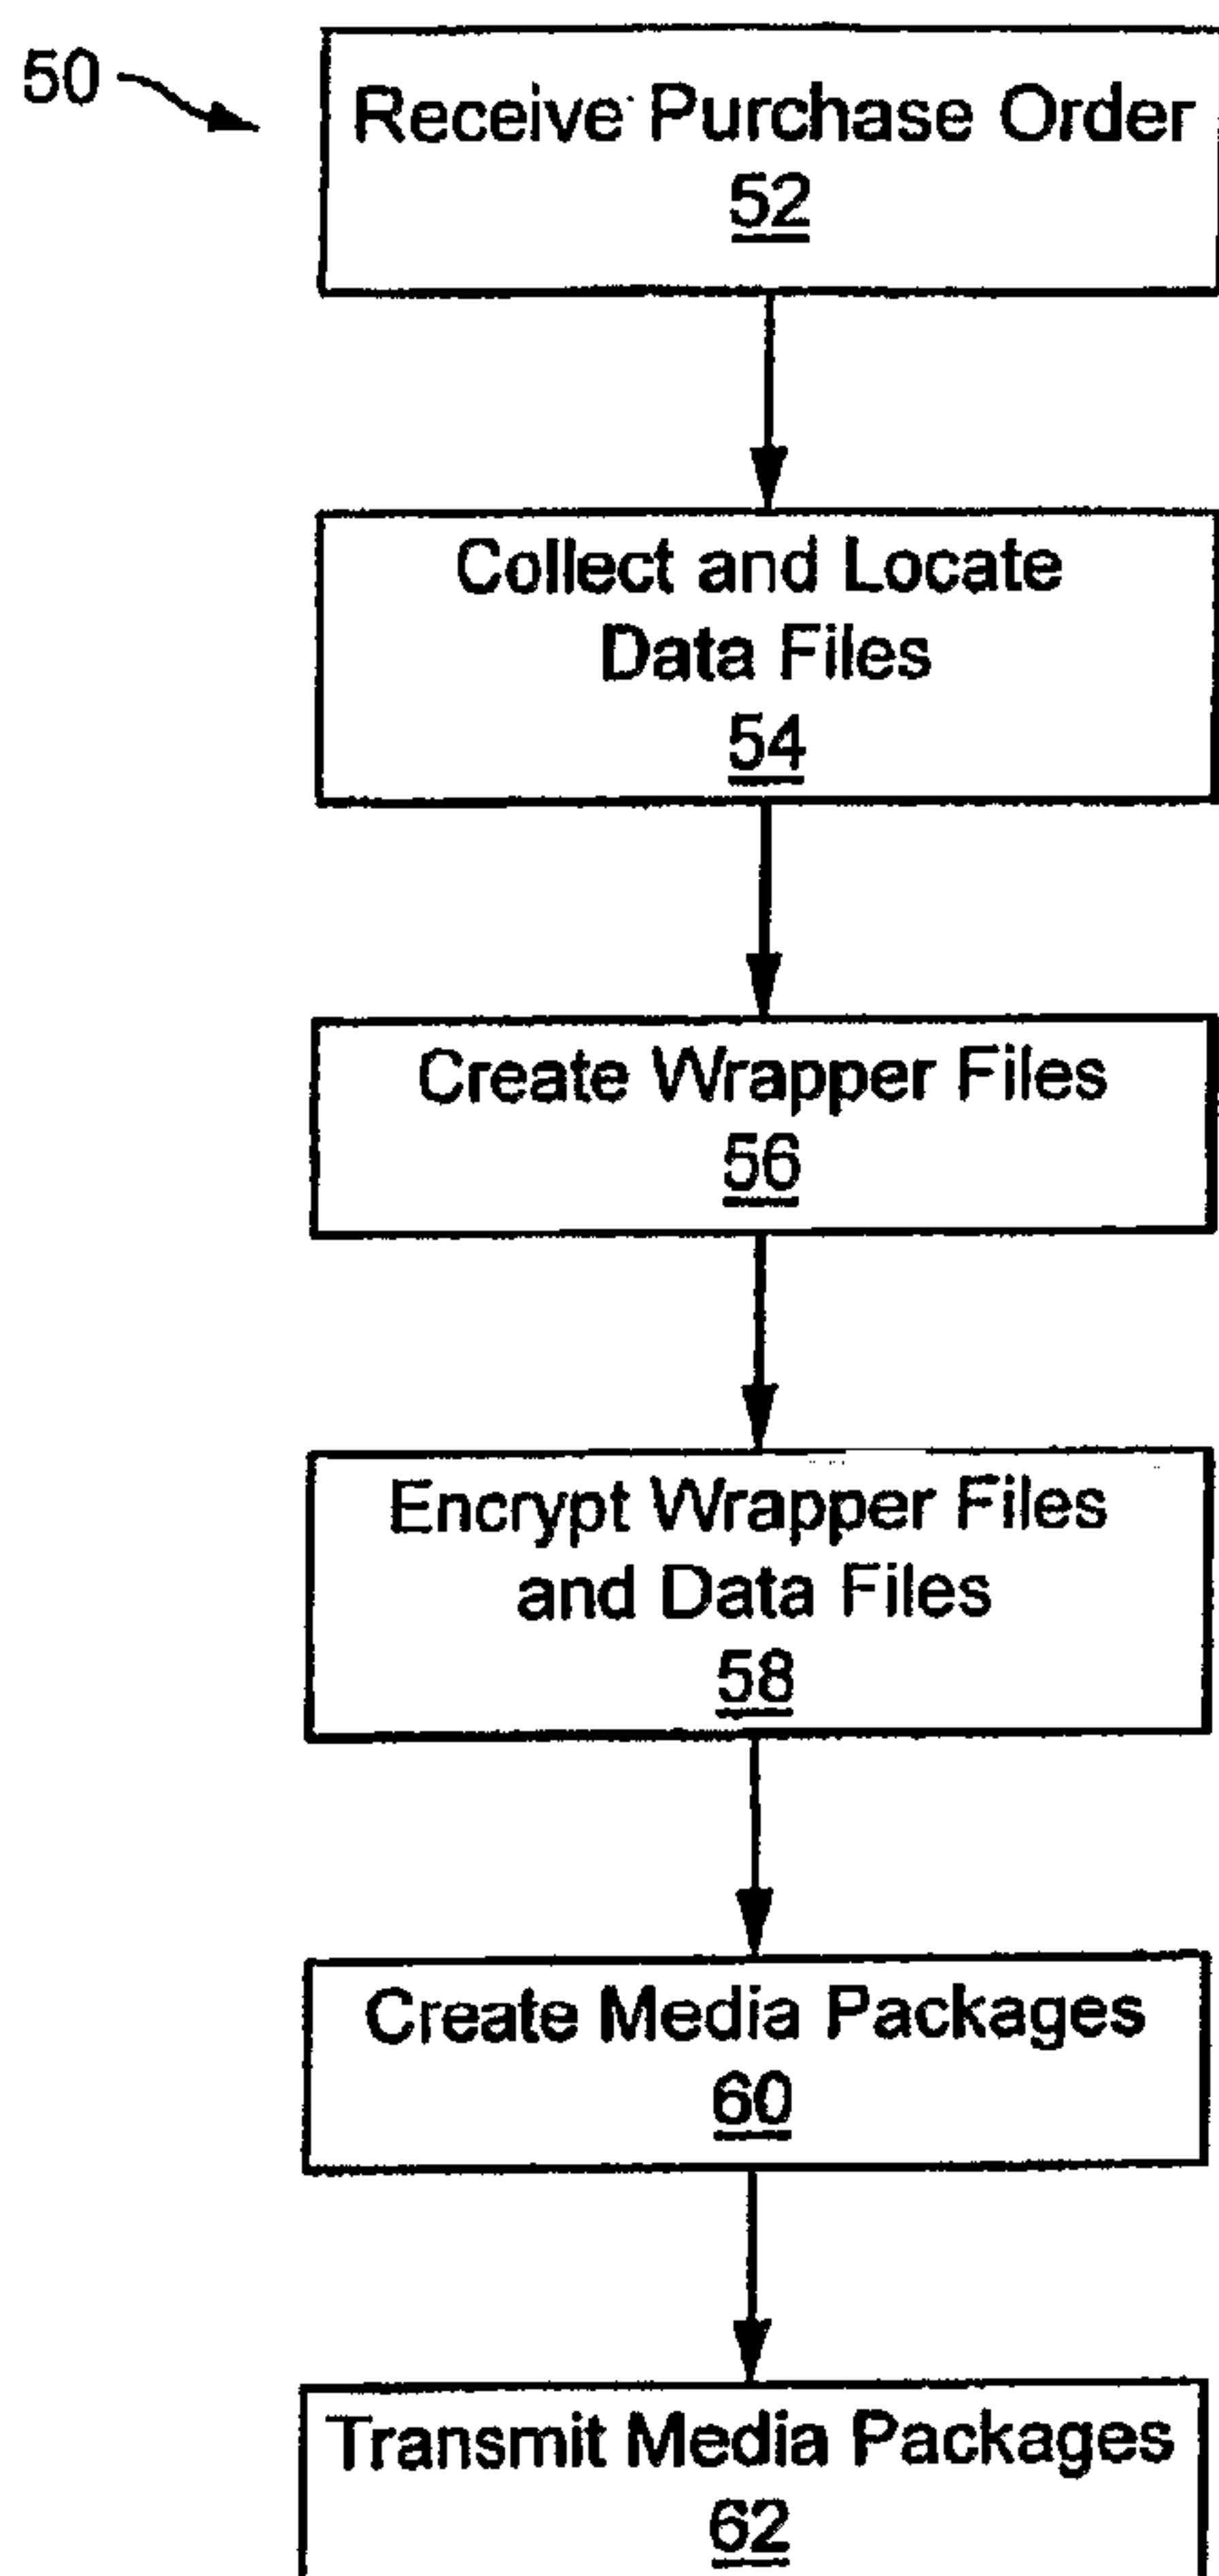 50
Receive Purchase Order
52
Collect and Locate
Data Files
54
Create Wrapper Files
56
Encrypt Wrapper Files
and Data Files
58
Create Media Packages
60
Transmit Media Packages
62